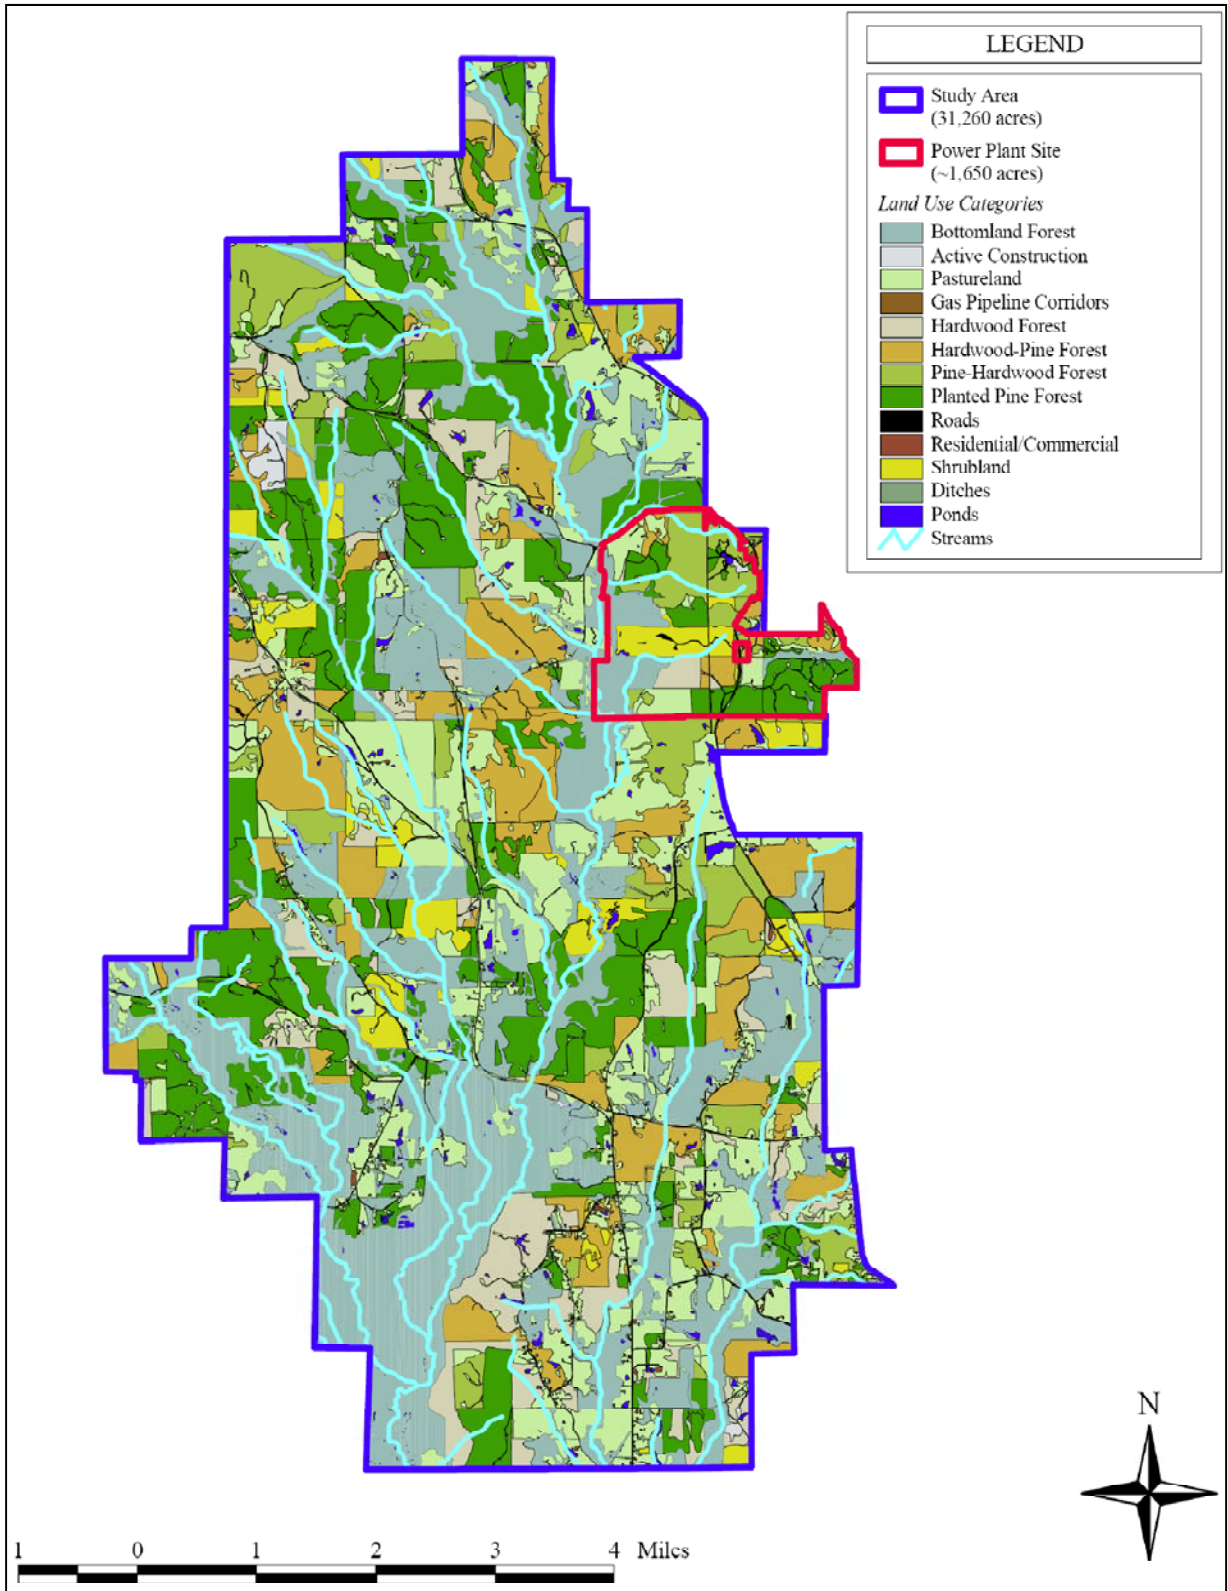 LEGEND
Study Area
(31,260 acres)
Power Plant Site
(~1,650 acres)
Land Use Categories
Bottomland Forest
Active Construction
Pastureland
Gas Pipeline Corridors
Hardwood Forest
Hardwood-Pine Forest
Pine-Hardwood Forest
Planted Pine Forest
Roads
Residential/Commercial
Shrubland
Ditches
Ponds
Streams
N
1 0 1 2 3 4 Miles